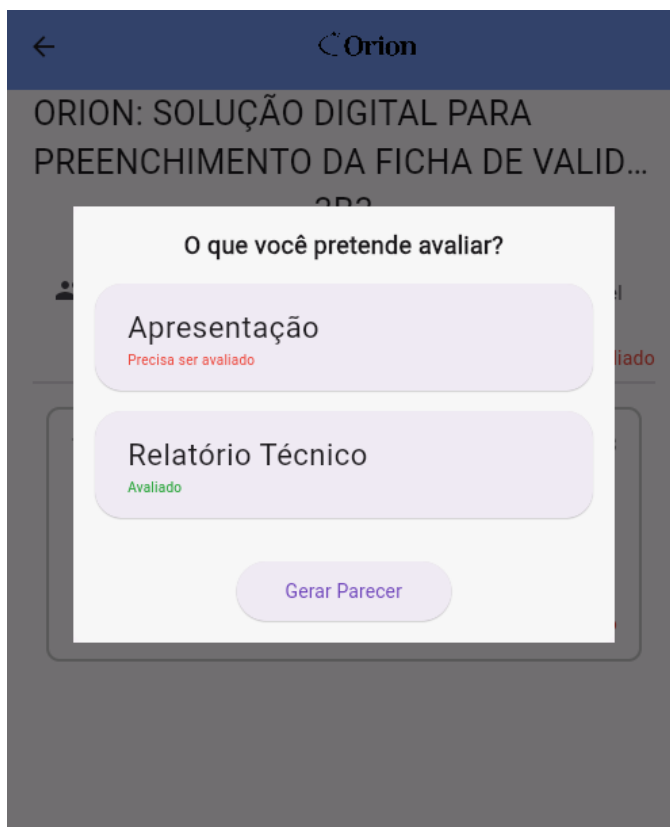 Orion
ORION: SOLUÇÃO DIGITAL PARA
PREENCHIMENTO DA FICHA DE VALID...
O que você pretende avaliar?
Apresentação
Precisa ser avaliado
Relatório Técnico
Avaliado
Gerar Parecer